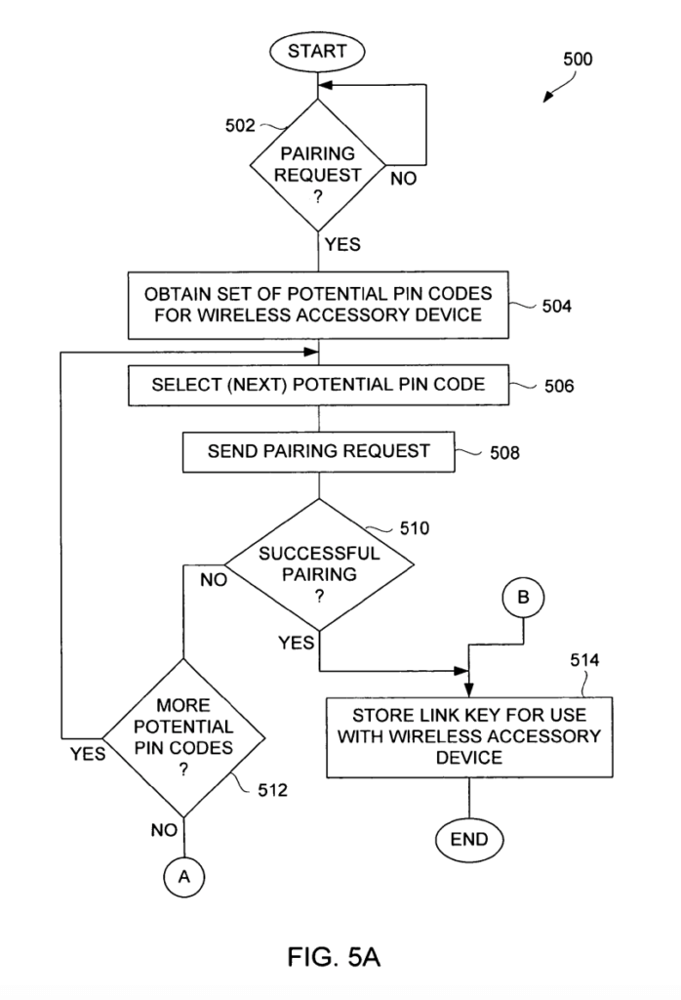 START
500
502
PAIRING
REQUEST
?
NO
YES
OBTAIN SET OF POTENTIAL PIN CODES
FOR WIRELESS ACCESSORY DEVICE
504
SELECT (NEXT) POTENTIAL PIN CODE
506
SEND PAIRING REQUEST
508
510
SUCCESSFUL
PAIRING
?
NO
YES
B
514
STORE LINK KEY FOR USE
WITH WIRELESS ACCESSORY
DEVICE
MORE
POTENTIAL
PIN CODES
?
YES
512
NO
END
A
FIG. 5A